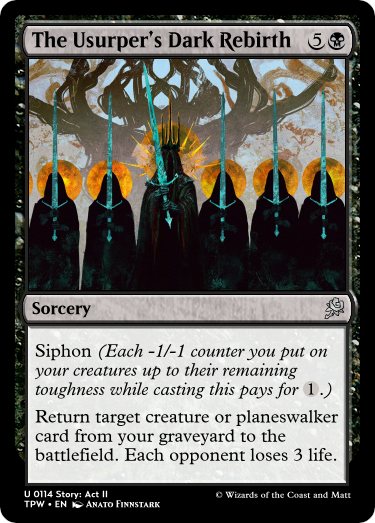 The Usurper's Dark Rebirth 5
Sorcery
Siphon (Each -1/-1 counter you put on
your creatures up to their remaining
toughness while casting this pays for 1.)
Return target creature or planeswalker
card from your graveyard to the
battlefield. Each opponent loses 3 life.
U 0114 Story: Act II
TPW • EN Anato Finnstark
© Wizards of the Coast and Matt